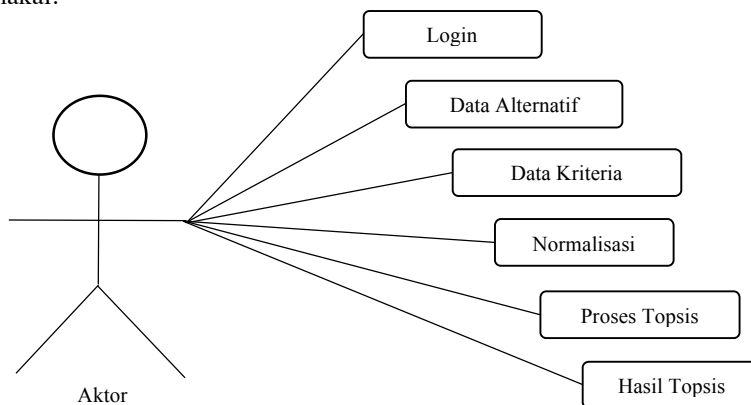 Login
Data Alternatif
Data Kriteria
Normalisasi
Proses Topsis
Hasil Topsis
Aktor